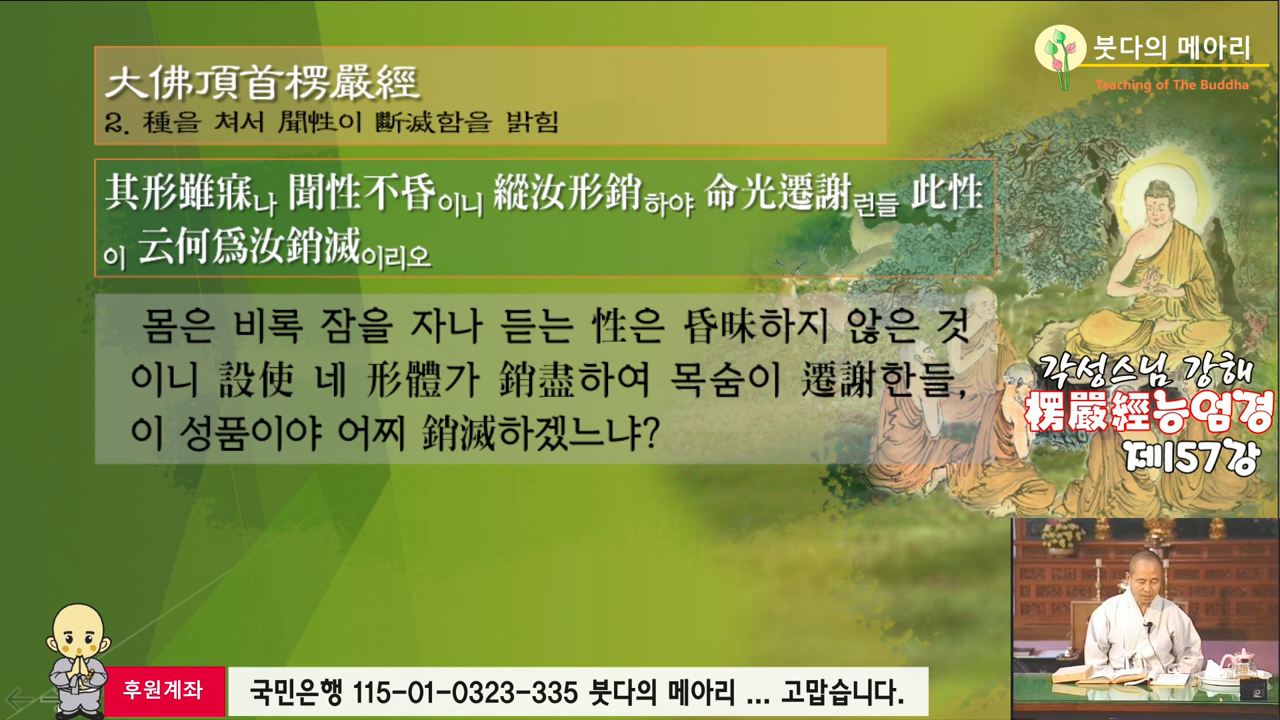 大佛頂首楞嚴經
2. 種을 쳐서 聞性이 斷滅함을 밝힘
其形雖寐나 聞性不昏이니 縱汝形銷하야 命光遷謝런들 此性
이 云何爲汝銷滅이리오
몸은 비록 잠을 자나 듣는 性은 昏昧하지 않은 것
이니 設使 네 形體가 銷盡하여 목숨이 遷謝한들,
이 성품이야 어찌 銷滅하겠느냐?
붓다의 메아리
Teaching of The Buddha
각성스님 강해
楞嚴經능엄경
제157강
후원계좌
국민은행 115-01-0323-335 붓다의 메아리 ... 고맙습니다.